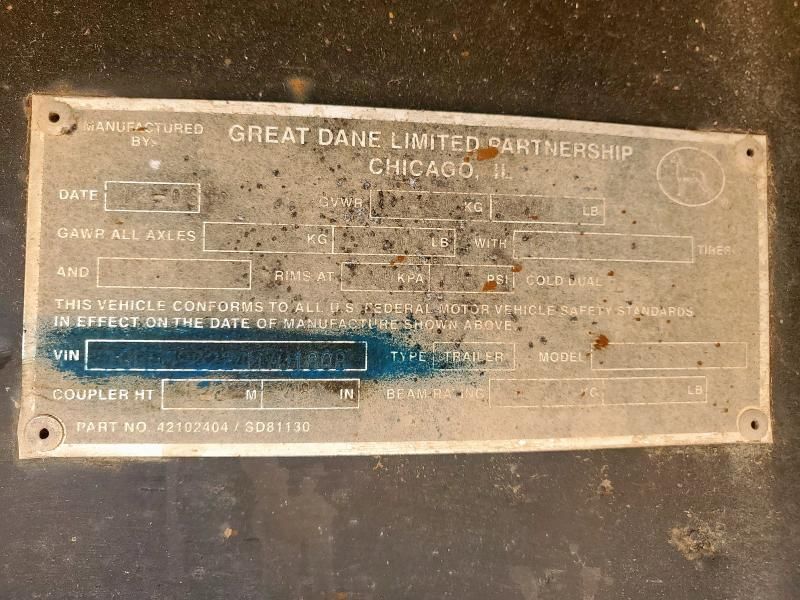 MANUFACTURED BY:- GREAT DANE LIMITED PARTNERSHIP
CHICAGO, IL
DATE GVWR KG LB
GAWR ALL AXLES KG LB WITH TIRES
AND RIMS AT KPA PSI COLD DUAL
THIS VEHICLE CONFORMS TO ALL U.S. FEDERAL MOTOR VEHICLE SAFETY STANDARDS
IN EFFECT ON THE DATE OF MANUFACTURE SHOWN ABOVE.
VIN TYPE TRAILER MODEL
COUPLER HT M IN BEAM RATING KG LB
PART NO. 42102404 / SD81130